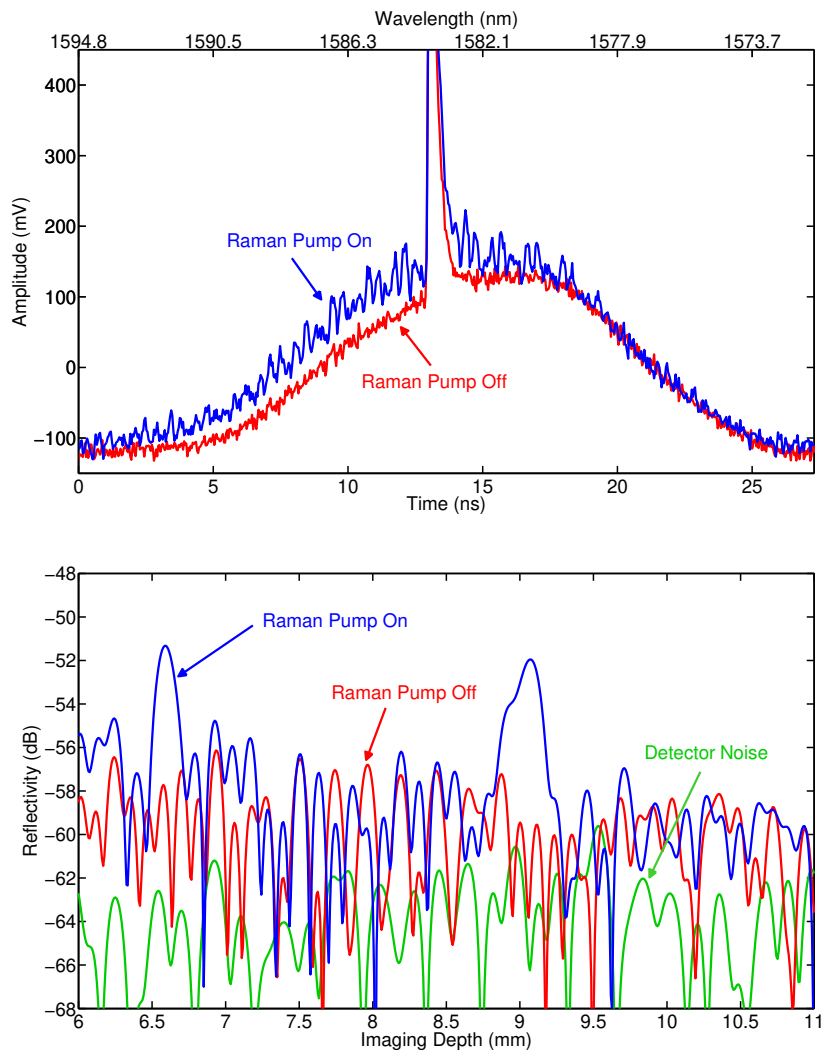 Wavelength (nm)
1594.8 1590.5 1586.3 1582.1 1577.9 1573.7
400
300
200
100
0
−100
Amplitude (mV)
Raman Pump On
Raman Pump Off
0 5 10 15 20 25
Time (ns)
−48
−50
−52
−54
−56
−58
−60
−62
−64
−66
−68
Reflectivity (dB)
Raman Pump On
Raman Pump Off
Detector Noise
6 6.5 7 7.5 8 8.5 9 9.5 10 10.5 11
Imaging Depth (mm)